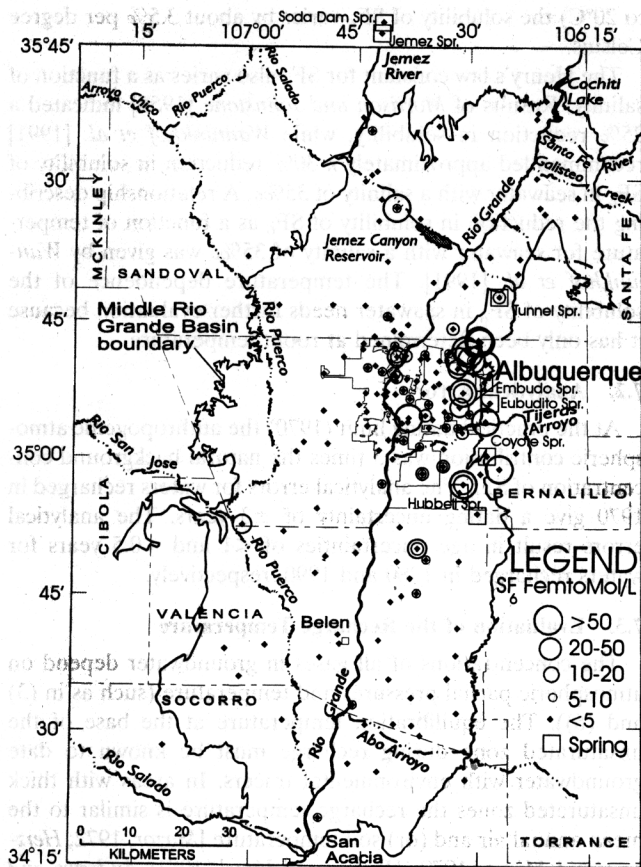 Soda Dam Spr.
Jemez Spr.
35°45'
15'
107°00'
45'
30'
106°15'
Jemez
River
Rio Salado
Rio Puerco
Arroyo Chico
Cochiti
Lake
Santa Fe
River
Galisteo
Creek
30'
MC KINLEY
SANDOVAL
Rio Grande
SANTA FE
Jemez Canyon
Reservoir
45'
Middle Rio
Grande Basin
boundary
Rio Puerco
Tunnel Spr.
Albuquerque
Embudo Spr.
Eubudito Spr.
Tijeras
Arroyo
Coyote Spr.
Rio San
Jose
35°00'
CIBOLA
BERNALILLO
Hubbell Spr.
Rio Puerco
45'
VALENCIA
Belen
LEGEND
SF6 FemtoMol/L
≥50
20-50
10-20
5-10
<5
Spring
SOCORRO
Rio Grande
Abo Arroyo
30'
Rio Salado
0 10 20 30
KILOMETERS
San
Acacia
TORRANCE
34°15'